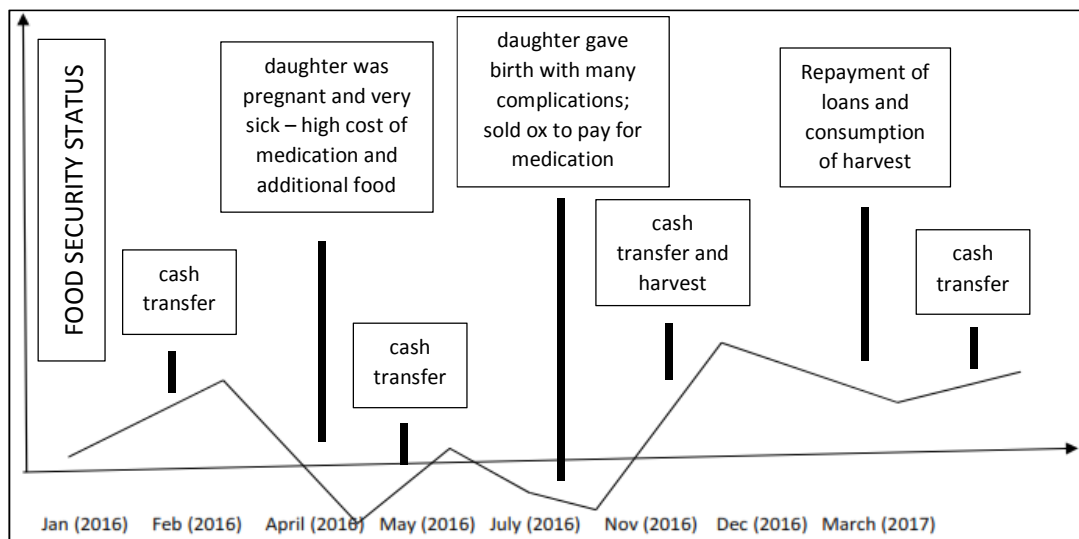 FOOD SECURITY STATUS
cash
transfer
daughter was
pregnant and very
sick – high cost of
medication and
additional food
cash
transfer
daughter gave
birth with many
complications;
sold ox to pay for
medication
cash
transfer and
harvest
Repayment of
loans and
consumption
of harvest
cash
transfer
Jan (2016) Feb (2016) April (2016) May (2016) July (2016) Nov (2016) Dec (2016) March (2017)